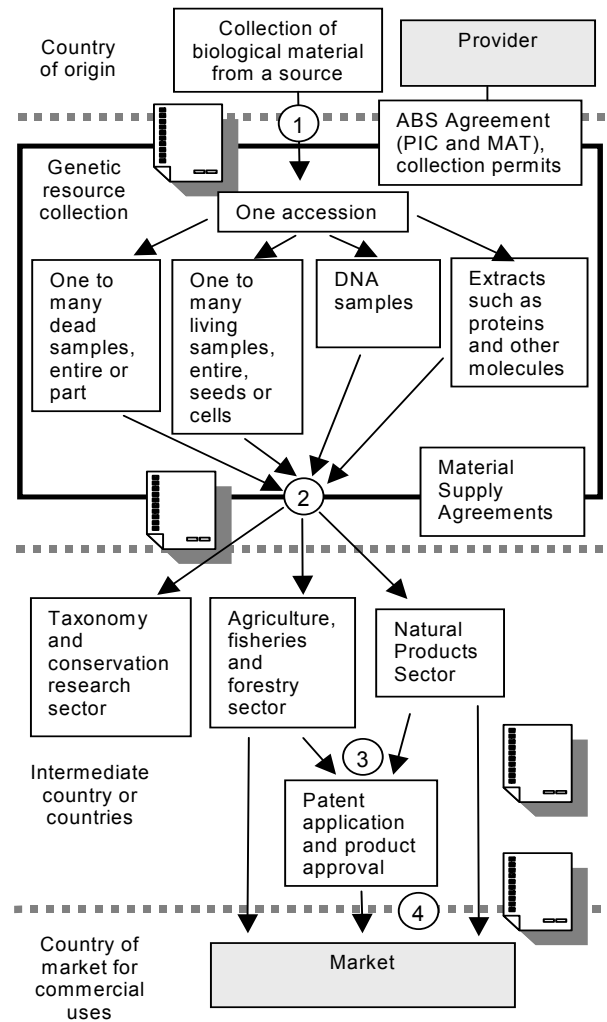 Country
of origin
Collection of
biological material
from a source
Provider
1
ABS Agreement
(PIC and MAT),
collection permits
Genetic
resource
collection
One accession
One to
many
dead
samples,
entire or
part
One to
many
living
samples,
entire,
seeds or
cells
DNA
samples
Extracts
such as
proteins
and other
molecules
2
Material
Supply
Agreements
Taxonomy
and
conservation
research
sector
Agriculture,
fisheries
and
forestry
sector
Natural
Products
Sector
3
Intermediate
country or
countries
Patent
application
and product
approval
4
Country of
market for
commercial
uses
Market